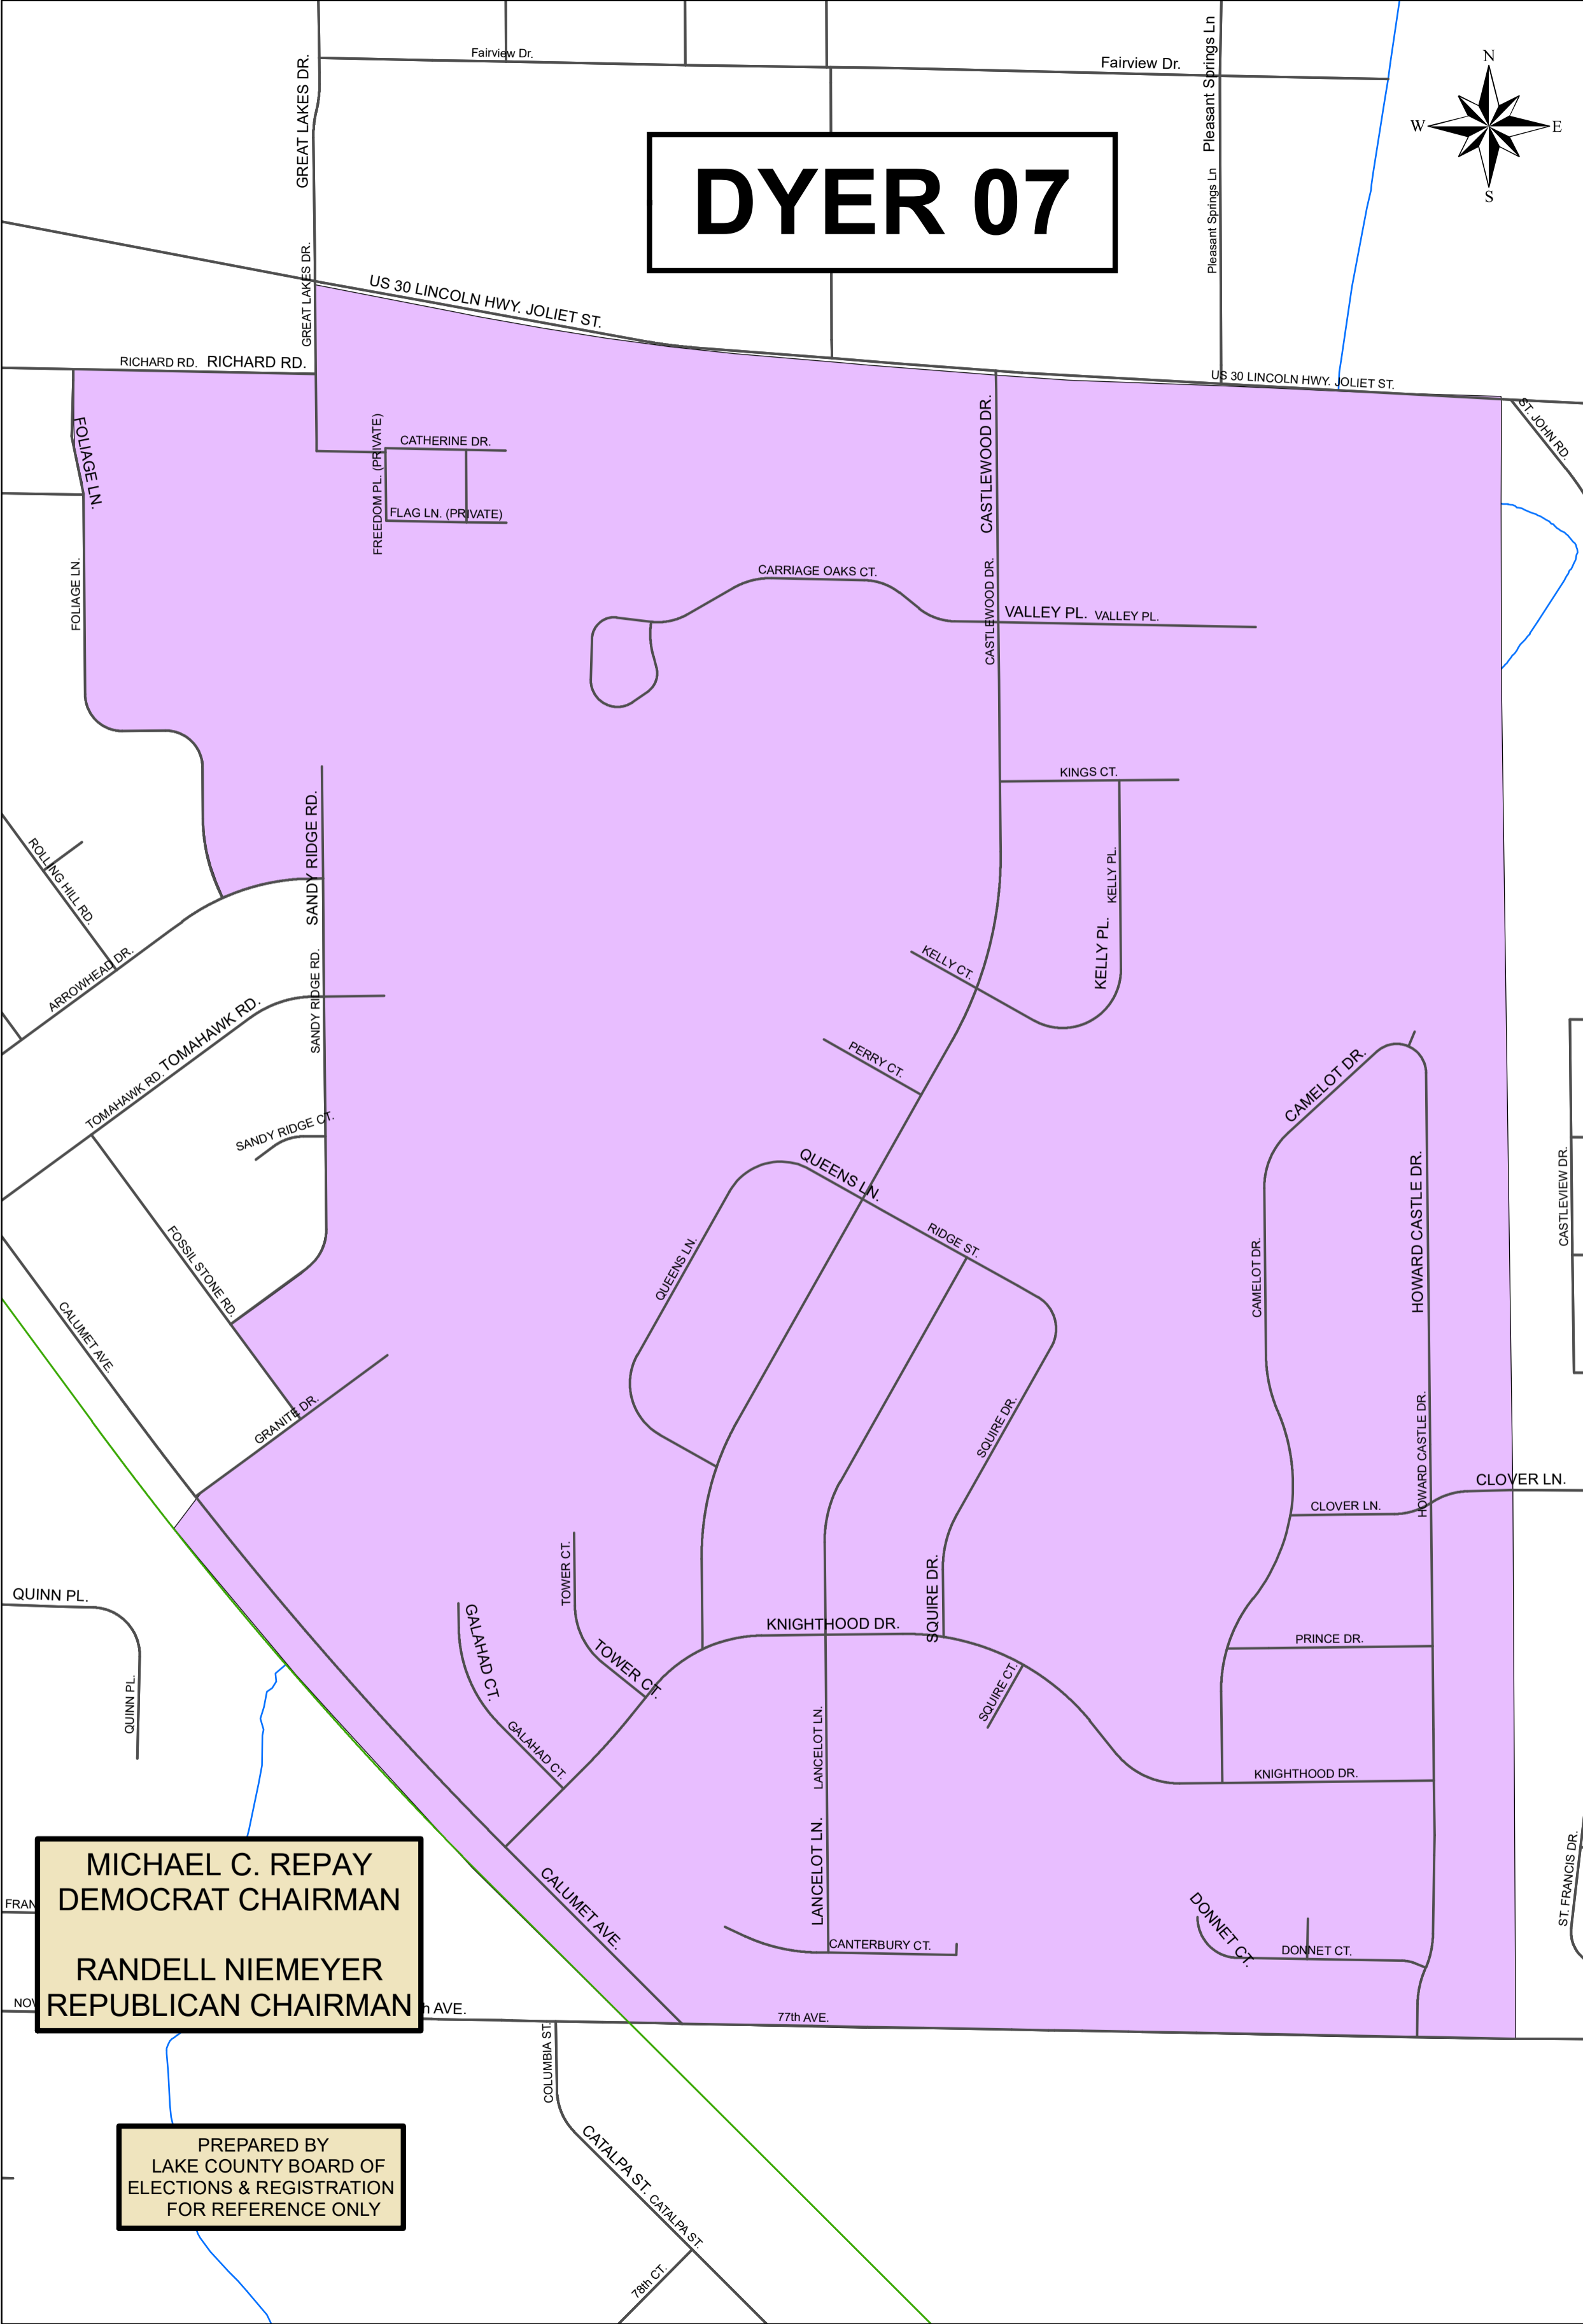 Fairview Dr.
Fairview Dr.
Pleasant Springs Ln
Pleasant Springs Ln
N
W
E
S
GREAT LAKES DR.
GREAT LAKES DR.
DYER 07
US 30 LINCOLN HWY. JOLIET ST.
US 30 LINCOLN HWY. JOLIET ST.
RICHARD RD.
RICHARD RD.
ST. JOHN RD.
FOLIAGE LN.
FOLIAGE LN.
CATHERINE DR.
FREEDOM PL. (PRIVATE)
FLAG LN. (PRIVATE)
CASTLEWOOD DR.
CASTLEWOOD DR.
CARRIAGE OAKS CT.
VALLEY PL.
VALLEY PL.
KINGS CT.
KELLY PL.
KELLY PL.
KELLY CT.
SANDY RIDGE RD.
SANDY RIDGE RD.
ROLLING HILL RD.
ARROWHEAD DR.
TOMAHAWK RD.
TOMAHAWK RD.
SANDY RIDGE CT.
PERRY CT.
CAMELOT DR.
CAMELOT DR.
QUEENS LN.
QUEENS LN.
RIDGE ST.
HOWARD CASTLE DR.
HOWARD CASTLE DR.
CASTLEVIEW DR.
FOSSIL STONE RD.
CALUMET AVE.
GRANITE DR.
SQUIRE DR.
SQUIRE DR.
CLOVER LN.
CLOVER LN.
QUINN PL.
QUINN PL.
TOWER CT.
TOWER CT.
GALAHAD CT.
GALAHAD CT.
KNIGHTHOOD DR.
SQUIRE CT.
PRINCE DR.
KNIGHTHOOD DR.
LANCELOT LN.
LANCELOT LN.
CALUMET AVE.
CANTERBURY CT.
DONNET CT.
DONNET CT.
ST. FRANCIS DR.
FRAN
MICHAEL C. REPAY
DEMOCRAT CHAIRMAN
RANDELL NIEMEYER
REPUBLICAN CHAIRMAN
NOV
h AVE.
77th AVE.
COLUMBIA ST.
CATALPA ST.
CATALPA ST.
78th CT.
PREPARED BY
LAKE COUNTY BOARD OF
ELECTIONS & REGISTRATION
FOR REFERENCE ONLY